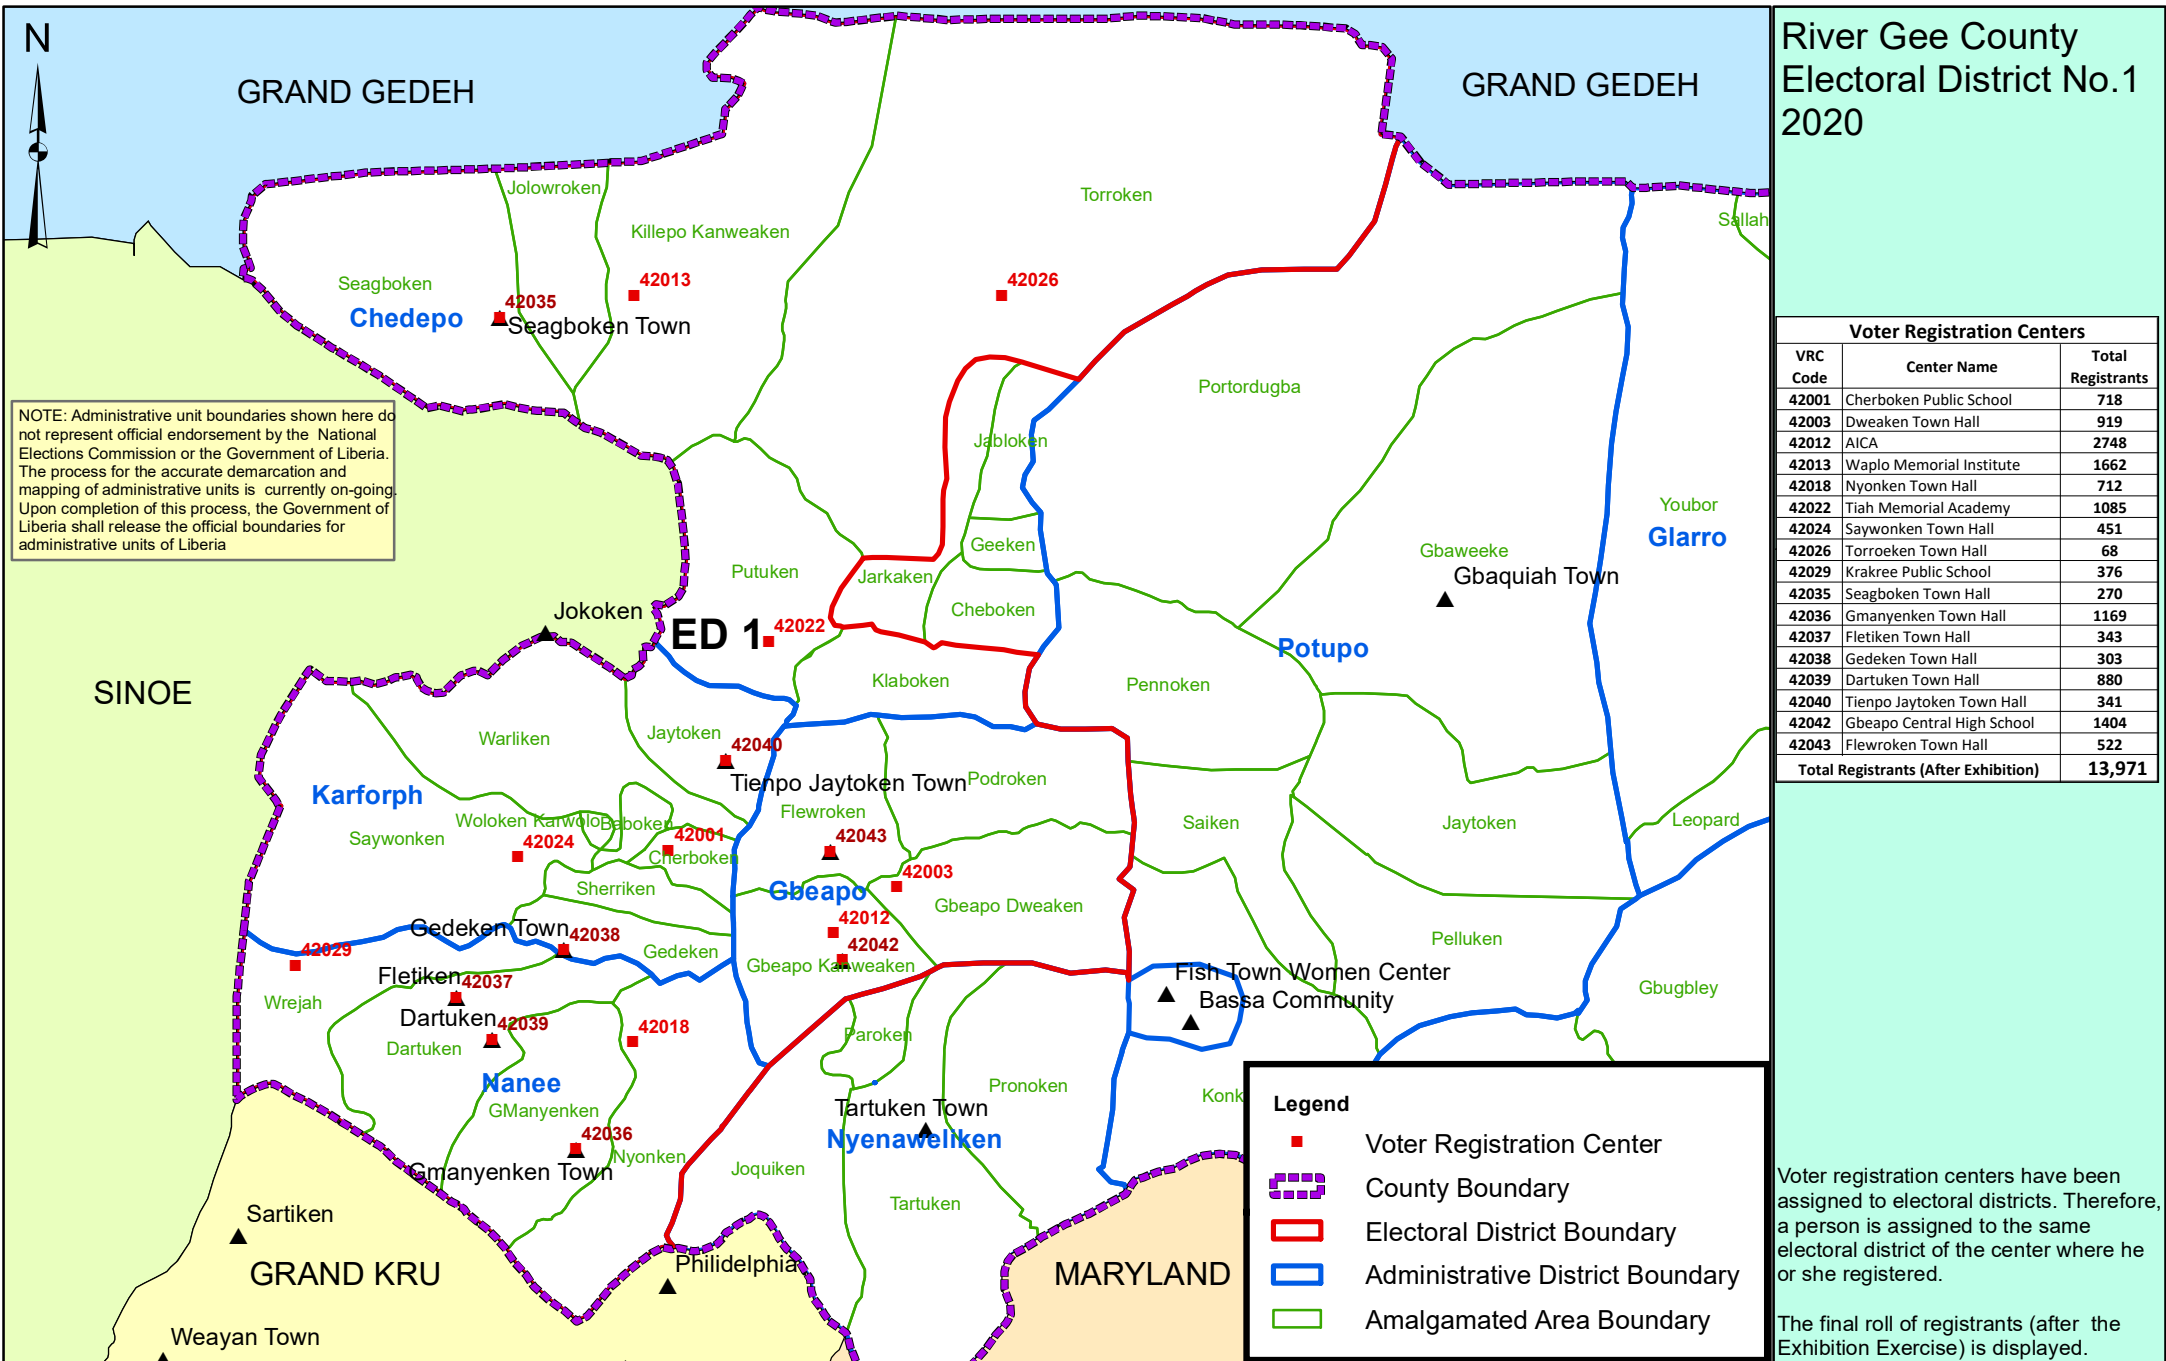 N
GRAND GEDEH
GRAND GEDEH
River Gee County
Electoral District No.1
2020
Jolowroken
Torroken
Sallah
Killepo Kanweaken
Seagboken
42013
42026
42035
Chedepo
Seagboken Town
Voter Registration Centers
VRC Code Center Name Total Registrants
42001 Cherboken Public School 718
42003 Dweaken Town Hall 919
42012 AICA 2748
42013 Waplo Memorial Institute 1662
42018 Nyonken Town Hall 712
42022 Tiah Memorial Academy 1085
42024 Saywonken Town Hall 451
42026 Torroeken Town Hall 68
42029 Krakree Public School 376
42035 Seagboken Town Hall 270
42036 Gmanyenken Town Hall 1169
42037 Fletiken Town Hall 343
42038 Gedeken Town Hall 303
42039 Dartuken Town Hall 880
42040 Tienpo Jaytoken Town Hall 341
42042 Gbeapo Central High School 1404
42043 Flewroken Town Hall 522
Total Registrants (After Exhibition) 13,971
NOTE: Administrative unit boundaries shown here do
not represent official endorsement by the National
Elections Commission or the Government of Liberia.
The process for the accurate demarcation and
mapping of administrative units is currently on-going.
Upon completion of this process, the Government of
Liberia shall release the official boundaries for
administrative units of Liberia
Portordugba
Jabloken
Youbor
Glarro
Geeken
Gbaweeke
Gbaquiah Town
Putuken
Jarkaken
Cheboken
Jokoken
ED 1
42022
Potupo
SINOE
Klaboken
Pennoken
Warliken
Jaytoken
42040
Tienpo Jaytoken Town
Podroken
Karforph
Flewroken
Woloken Karwolo
Baboken
Saywonken
42024
42001
Cherboken
42043
Saiken
Jaytoken
Leopard
42003
Sherriken
Gbeapo
Gbeapo Dweaken
42012
Gedeken Town
42038
42042
42029
Gedeken
Gbeapo Kanweaken
Pelluken
Fletiken
42037
Fish Town Women Center
Bassa Community
Gbugbley
Wrejah
Dartuken
42039
42018
Dartuken
Paroken
Nanee
Pronoken
Konk
GManyenken
Tartuken Town
Nyenaweliken
42036
Nyonken
Gmanyenken Town
Joquiken
Tartuken
Sartiken
GRAND KRU
Philidelphia
MARYLAND
Weayan Town
Legend
Voter Registration Center
County Boundary
Electoral District Boundary
Administrative District Boundary
Amalgamated Area Boundary
Voter registration centers have been
assigned to electoral districts. Therefore,
a person is assigned to the same
electoral district of the center where he
or she registered.
The final roll of registrants (after the
Exhibition Exercise) is displayed.